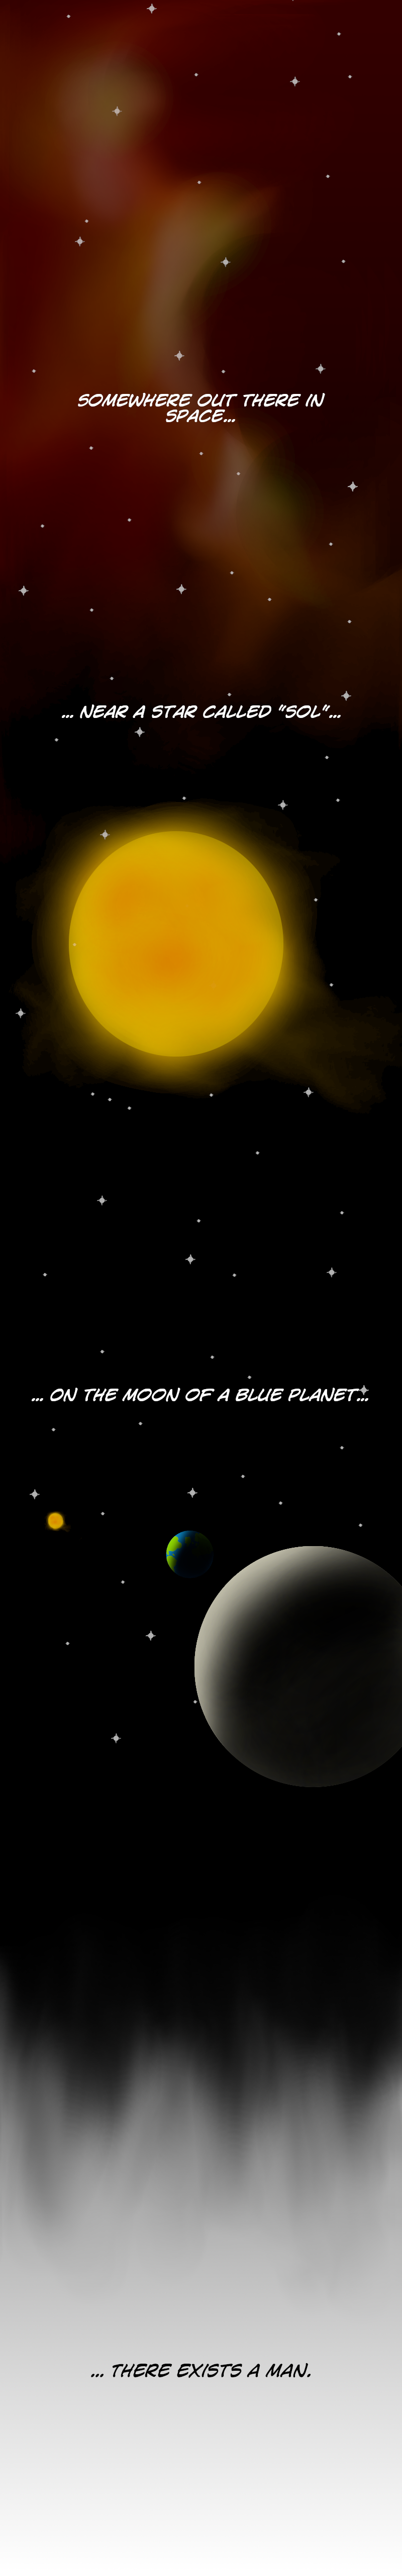 SOMEWHERE OUT THERE IN
SPACE...
... NEAR A STAR CALLED "SOL"...
... ON THE MOON OF A BLUE PLANET...
... THERE EXISTS A MAN.